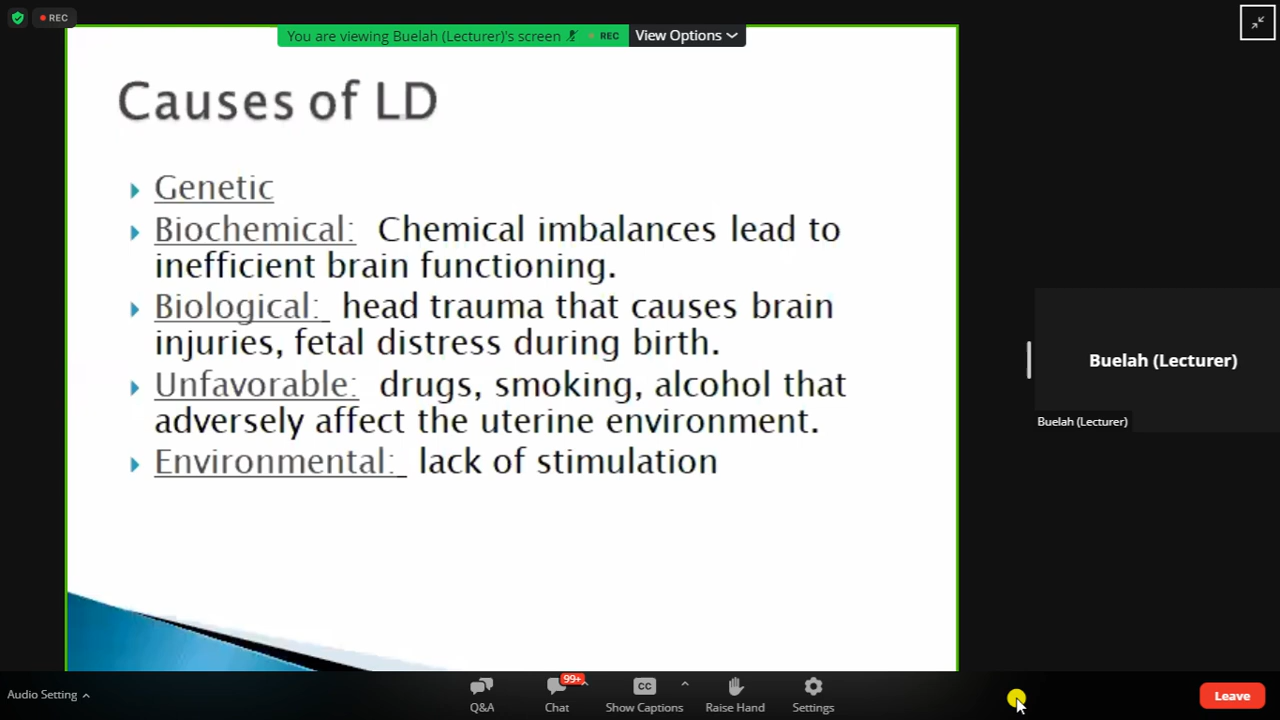 REC
You are viewing Buelah (Lecturer)'s screen REC View Options
Causes of LD
Genetic
Biochemical: Chemical imbalances lead to
inefficient brain functioning.
Biological: head trauma that causes brain
injuries, fetal distress during birth.
Unfavorable: drugs, smoking, alcohol that
adversely affect the uterine environment.
Environmental: lack of stimulation
Buelah (Lecturer)
Buelah (Lecturer)
Audio Setting
Q&A
99+
Chat
CC
Show Captions
Raise Hand
Settings
Leave